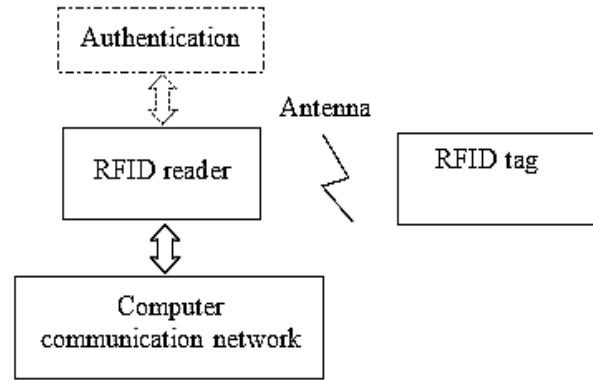 Authentication
Antenna
RFID reader
RFID tag
Computer
communication network